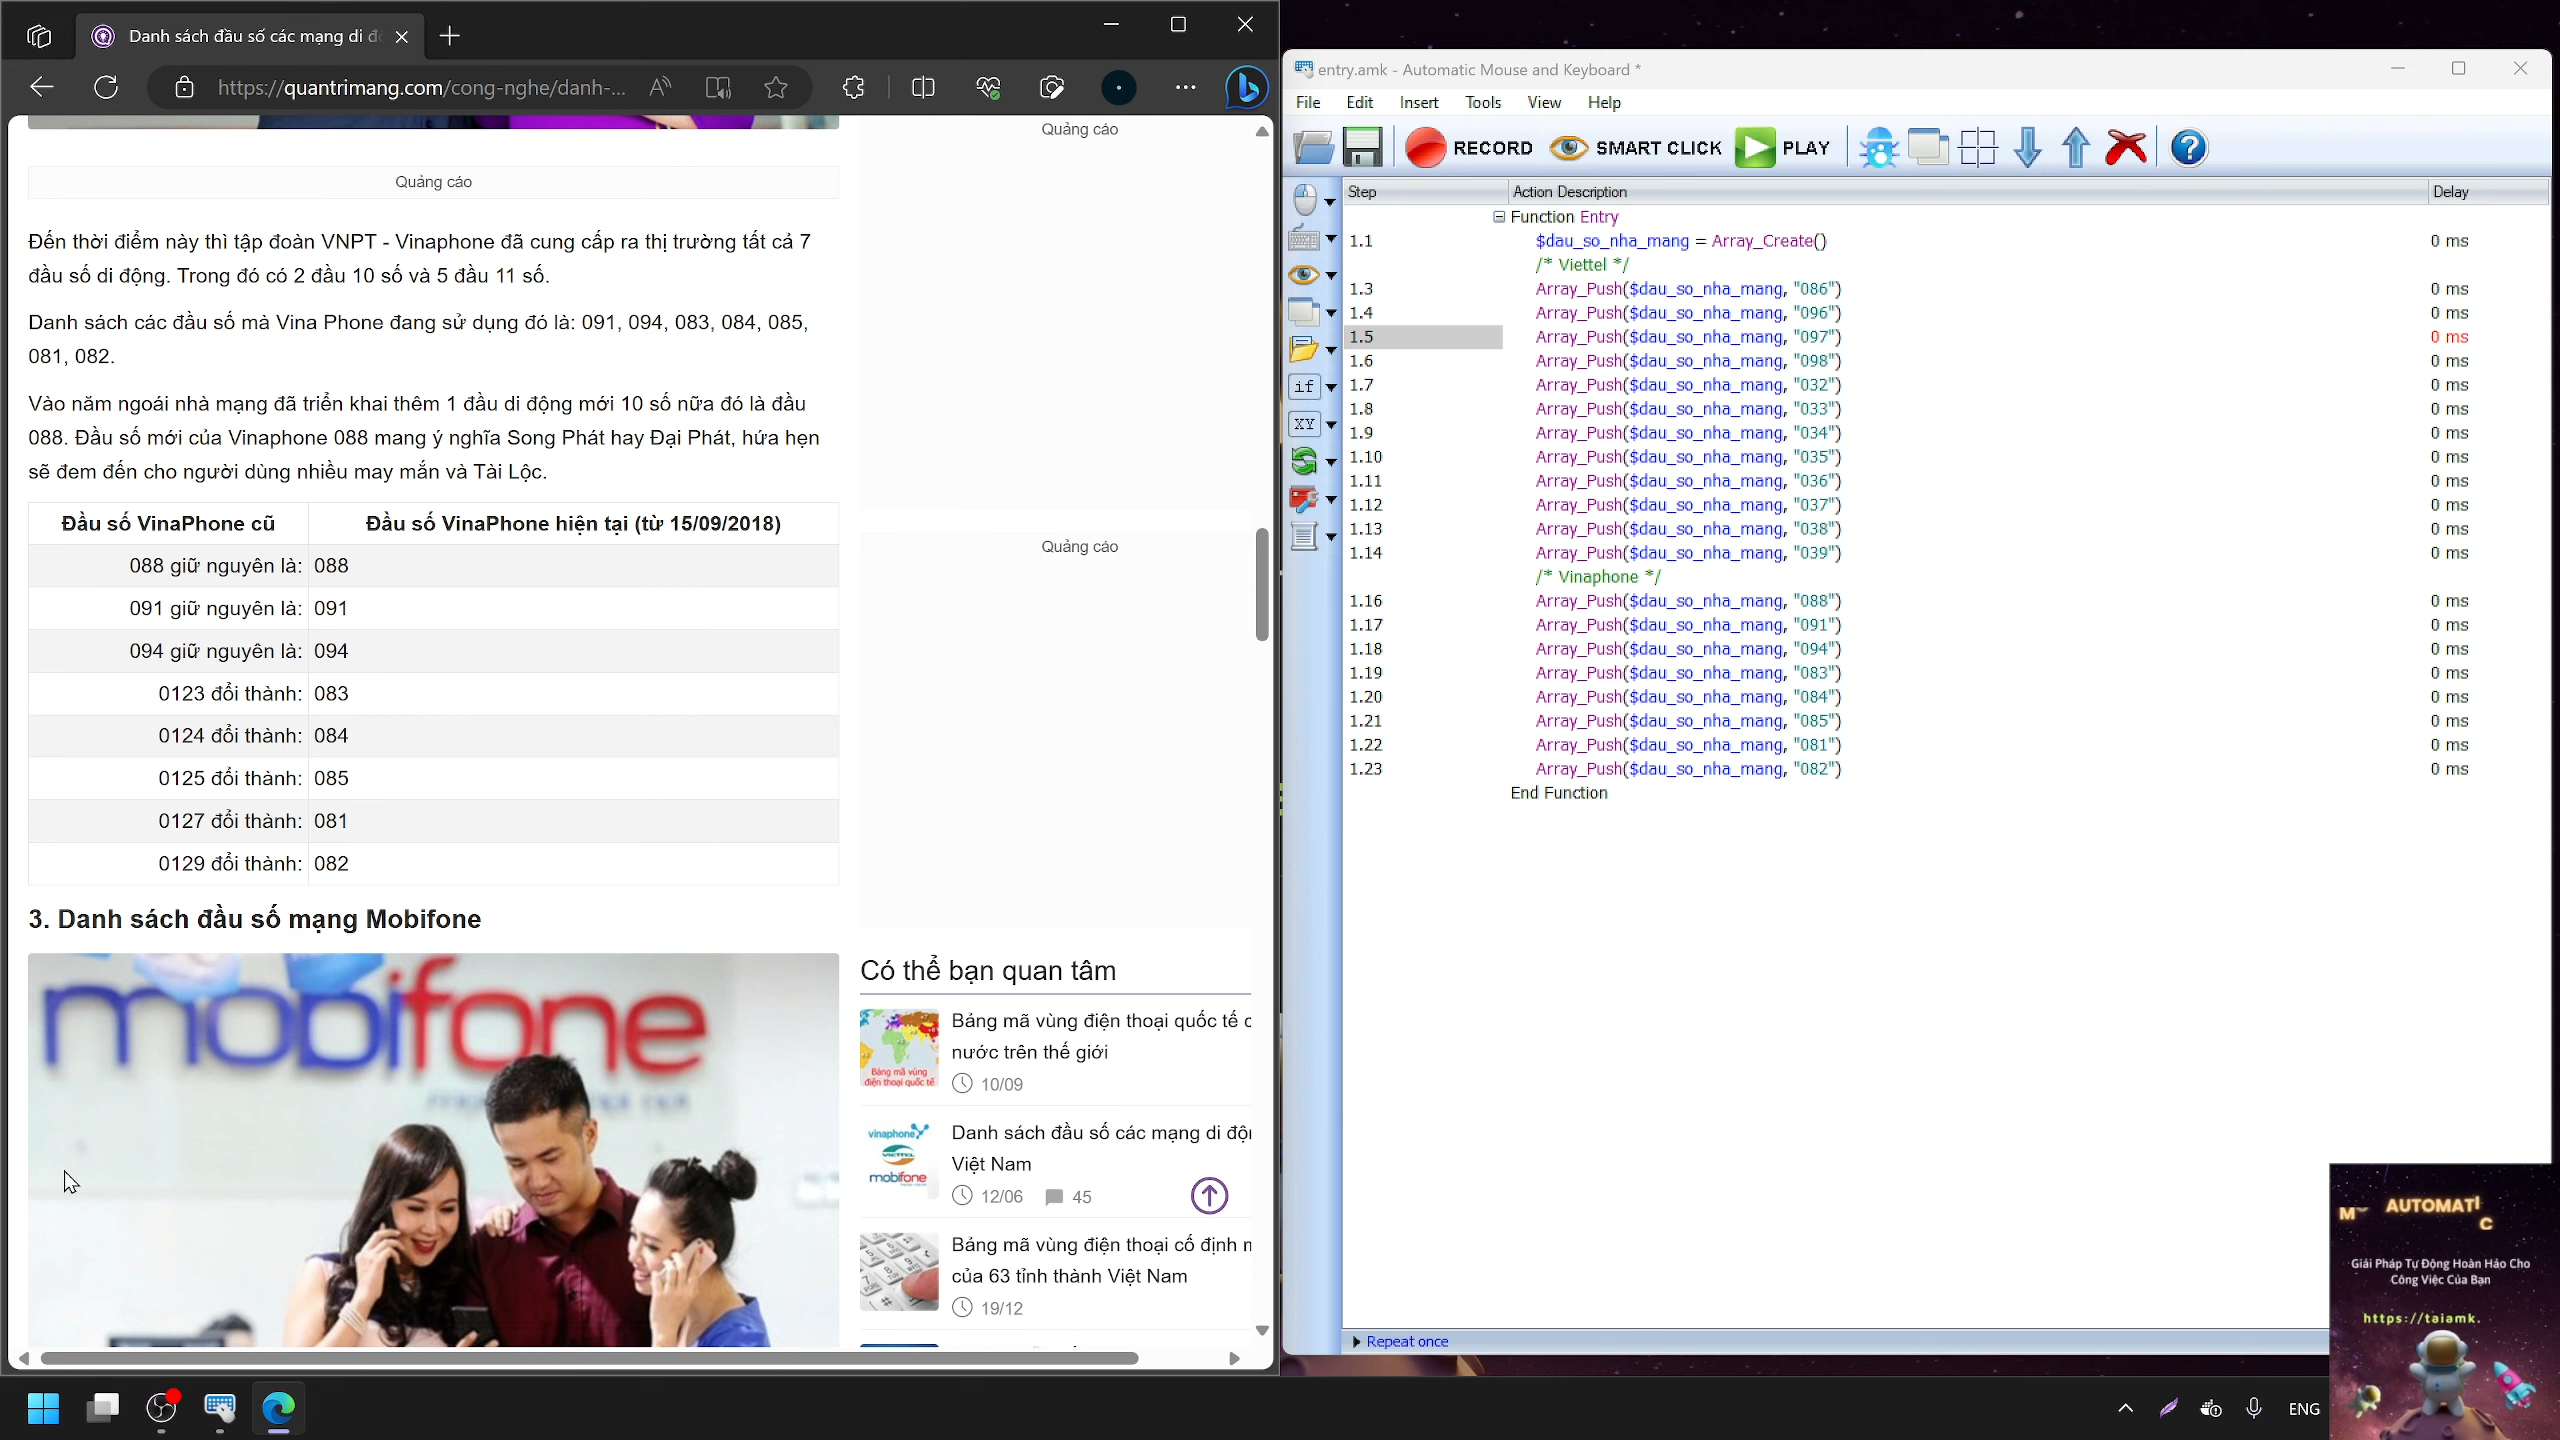 Danh sách đầu số các mạng di đ
https://quantrimang.com/cong-nghe/danh-...
Quảng cáo
Quảng cáo
Đến thời điểm này thì tập đoàn VNPT - Vinaphone đã cung cấp ra thị trường tất cả 7
đầu số di động. Trong đó có 2 đầu 10 số và 5 đầu 11 số.
Danh sách các đầu số mà Vina Phone đang sử dụng đó là: 091, 094, 083, 084, 085,
081, 082.
Vào năm ngoái nhà mạng đã triển khai thêm 1 đầu di động mới 10 số nữa đó là đầu
088. Đầu số mới của Vinaphone 088 mang ý nghĩa Song Phát hay Đại Phát, hứa hẹn
sẽ đem đến cho người dùng nhiều may mắn và Tài Lộc.
Đầu số VinaPhone cũ Đầu số VinaPhone hiện tại (từ 15/09/2018)
088 giữ nguyên là: 088
091 giữ nguyên là: 091
094 giữ nguyên là: 094
0123 đổi thành: 083
0124 đổi thành: 084
0125 đổi thành: 085
0127 đổi thành: 081
0129 đổi thành: 082
3. Danh sách đầu số mạng Mobifone
mobifone
Quảng cáo
Có thể bạn quan tâm
Bảng mã vùng
điện thoại quốc tế
Bảng mã vùng điện thoại quốc tế c
nước trên thế giới
10/09
vinaphone
VIETTEL
mobifone
Danh sách đầu số các mạng di độn
Việt Nam
12/06 45
Bảng mã vùng điện thoại cố định m
của 63 tỉnh thành Việt Nam
19/12
entry.amk - Automatic Mouse and Keyboard *
File Edit Insert Tools View Help
RECORD SMART CLICK PLAY
if
XY
Step Action Description Delay
Function Entry
1.1 $dau_so_nha_mang = Array_Create() 0 ms
/* Viettel */
1.3 Array_Push($dau_so_nha_mang, "086") 0 ms
1.4 Array_Push($dau_so_nha_mang, "096") 0 ms
1.5 Array_Push($dau_so_nha_mang, "097") 0 ms
1.6 Array_Push($dau_so_nha_mang, "098") 0 ms
1.7 Array_Push($dau_so_nha_mang, "032") 0 ms
1.8 Array_Push($dau_so_nha_mang, "033") 0 ms
1.9 Array_Push($dau_so_nha_mang, "034") 0 ms
1.10 Array_Push($dau_so_nha_mang, "035") 0 ms
1.11 Array_Push($dau_so_nha_mang, "036") 0 ms
1.12 Array_Push($dau_so_nha_mang, "037") 0 ms
1.13 Array_Push($dau_so_nha_mang, "038") 0 ms
1.14 Array_Push($dau_so_nha_mang, "039") 0 ms
/* Vinaphone */
1.16 Array_Push($dau_so_nha_mang, "088") 0 ms
1.17 Array_Push($dau_so_nha_mang, "091") 0 ms
1.18 Array_Push($dau_so_nha_mang, "094") 0 ms
1.19 Array_Push($dau_so_nha_mang, "083") 0 ms
1.20 Array_Push($dau_so_nha_mang, "084") 0 ms
1.21 Array_Push($dau_so_nha_mang, "085") 0 ms
1.22 Array_Push($dau_so_nha_mang, "081") 0 ms
1.23 Array_Push($dau_so_nha_mang, "082") 0 ms
End Function
Repeat once
AUTOMATIC
Giải Pháp Tự Động Hoàn Hảo Cho
Công Việc Của Bạn
https://taiamk.
ENG